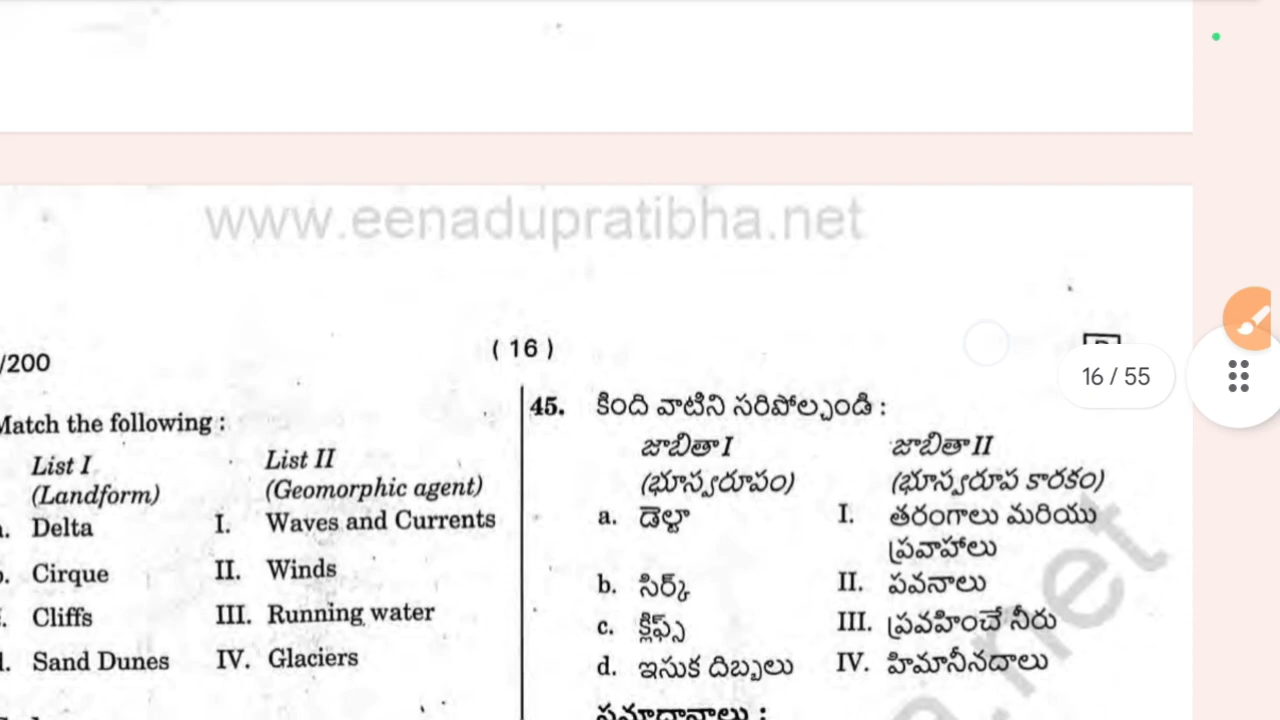 www.eenadupratibha.net
/200
( 16 )
16 / 55
Match the following :
List I
List II
(Landform)
(Geomorphic agent)
Delta
I. Waves and Currents
Cirque
II. Winds
Cliffs
III. Running water
Sand Dunes
IV. Glaciers
45. కింది వాటిని సరిపోల్చండి :
జాబితా I
జాబితా II
(భూస్వరూపం)
(భూస్వరూప కారకం)
a. డెల్టా
I. తరంగాలు మరియు
ప్రవాహాలు
b. సిర్క్
II. పవనాలు
c. క్లిఫ్స్
III. ప్రవహించే నీరు
d. ఇసుక దిబ్బలు
IV. హిమానీనదాలు
సమాధానాలు :
.net